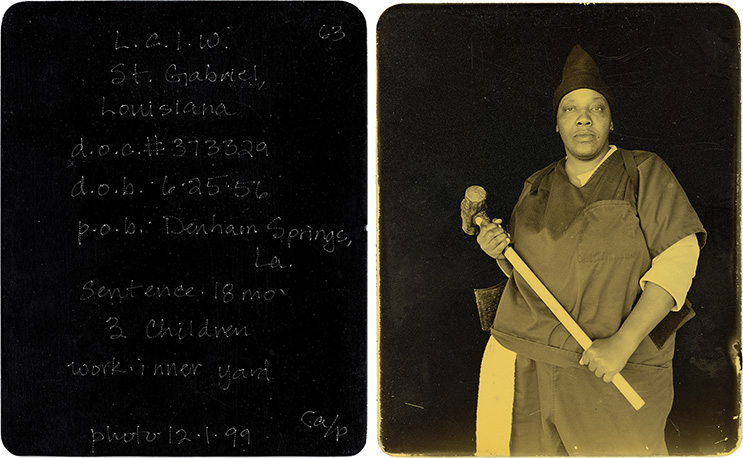 63
L.C.I.W.
St. Gabriel,
Louisiana
d.o.c.# 373329
d.o.b. 6.25.56
p.o.b. Denham Springs,
La.
Sentence. 18 mo.
3 Children
work. inner yard
photo 12.1.99